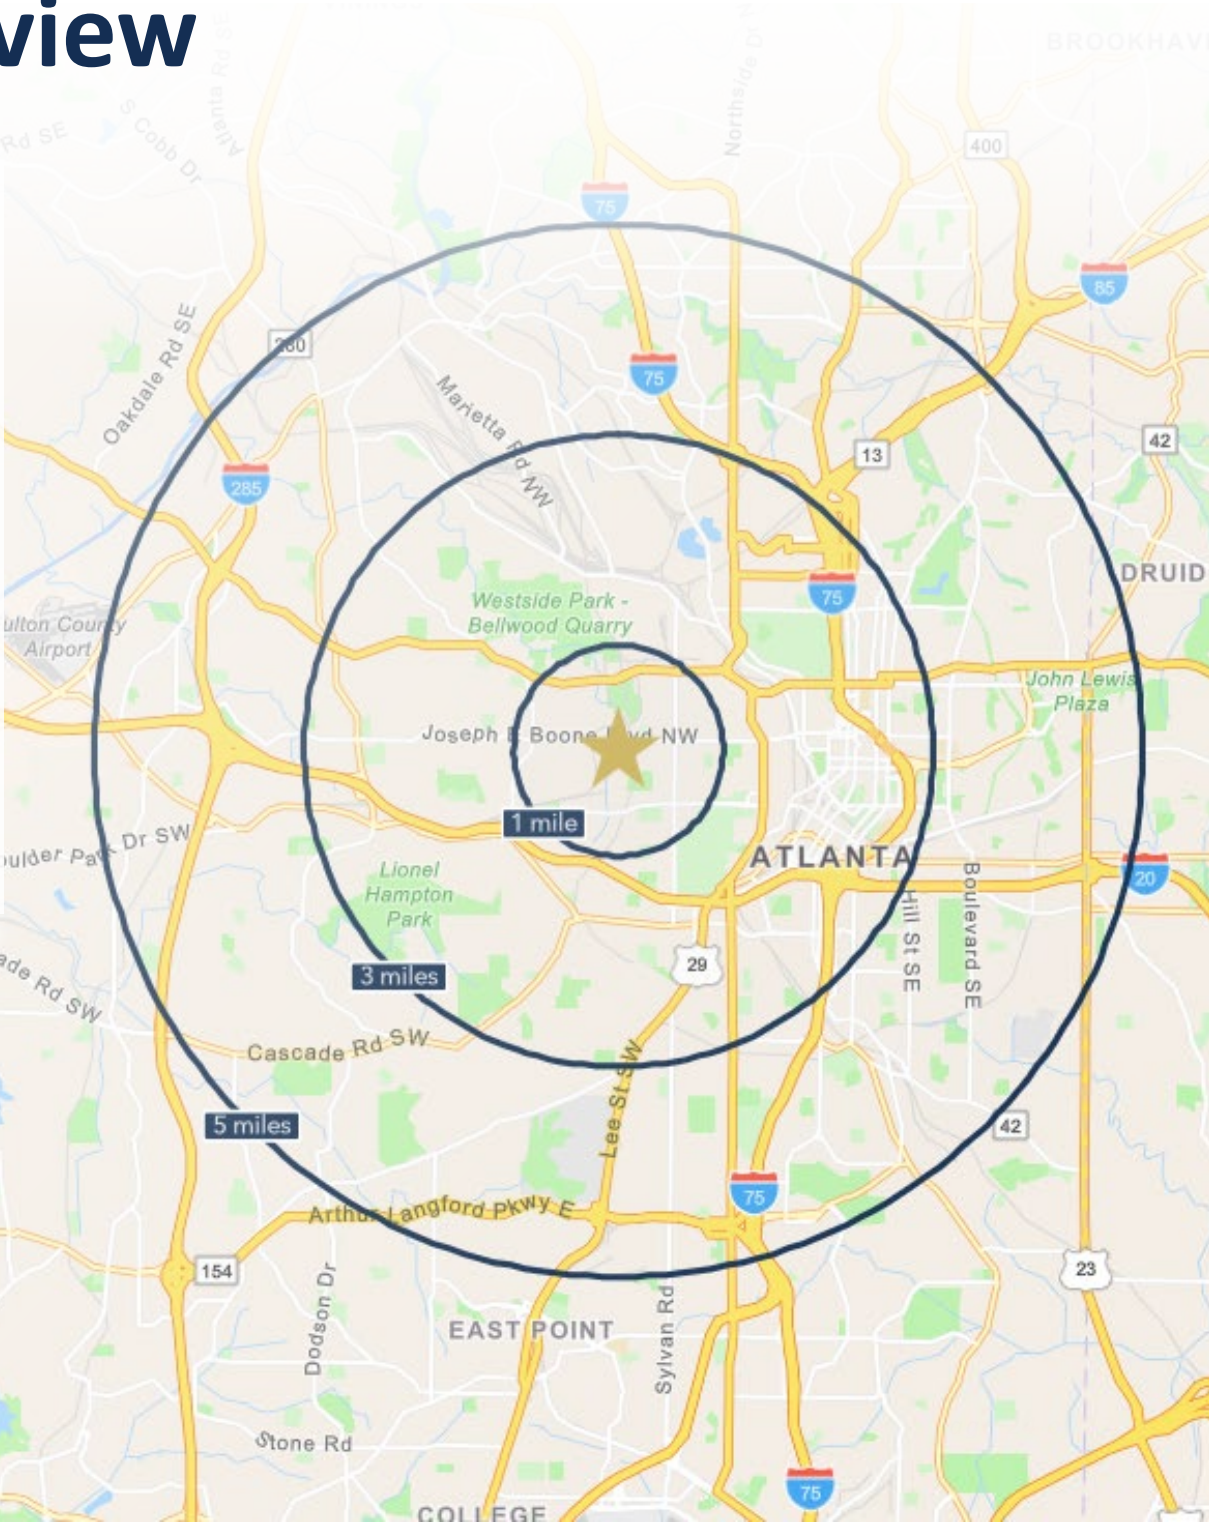 view
BROOKHAV
Atlanta Rd SE
S Cobb Dr
Rd SE
Northside Dr
400
75
85
Oakdale Rd SE
280
75
Marietta Rd NW
42
13
285
DRUID
75
Westside Park -
Bellwood Quarry
ulton County
Airport
John Lewis
Plaza
Joseph E Boone Blvd NW
1 mile
oulder Park Dr SW
ATLANTA
Lionel
Hampton
Park
20
Boulevard SE
Hill St SE
29
3 miles
ade Rd SW
Cascade Rd SW
Lee St SW
5 miles
42
75
Arthur Langford Pkwy E
154
23
Dodson Dr
Sylvan Rd
EAST POINT
Stone Rd
75
COLLEGE